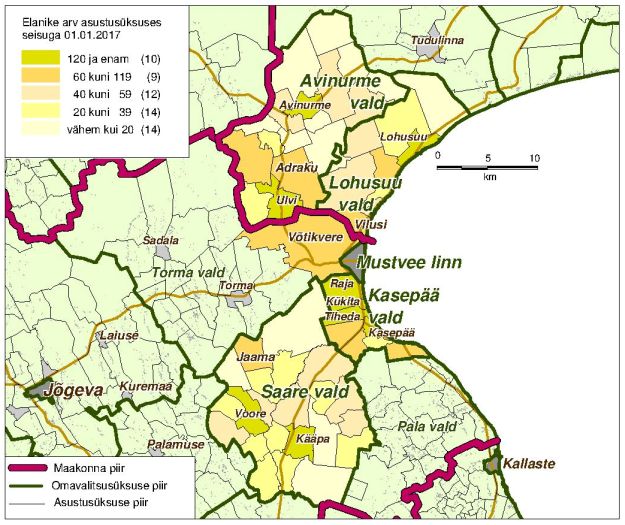 Elanike arv asustusüksuses
seisuga 01.01.2017
120 ja enam (10)
60 kuni 119 (9)
40 kuni 59 (12)
20 kuni 39 (14)
vähem kui 20 (14)
Tudulinna
Avinurme
vald
Avinurme
Lohusuu
Adraku
Lohusuu
vald
Ulvi
Vilusi
0 5 10
km
Sadala
Võtikvere
Mustvee linn
Torma vald
Torma
Raja
Kükita
Tiheda
Kasepää
vald
Kasepää
Laiuse
Jaama
Saare vald
Jõgeva
Kuremaa
Voore
Kääpa
Pala vald
Palamuse
Kallaste
Maakonna piir
Omavalitsusüksuse piir
Asustusüksuse piir